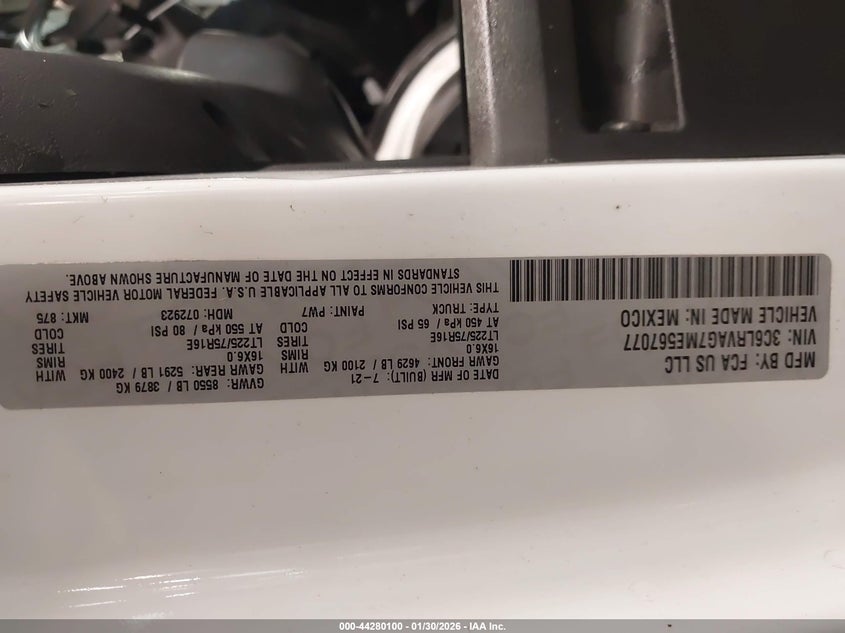 MFD BY: FCA US LLC
VIN: 3C6LRVAG7ME567077
VEHICLE MADE IN: MEXICO
DATE OF MFR (BUILT): 7-21
GVWR: 8550 LB / 3879 KG
GAWR FRONT: 4629 LB / 2100 KG WITH
GAWR REAR: 5291 LB / 2400 KG WITH
16X6.0 RIMS
16X6.0 RIMS
LT225/75R16E TIRES
LT225/75R16E TIRES
AT 450 kPa / 65 PSI COLD
AT 550 kPa / 80 PSI COLD
TYPE: TRUCK PAINT: PW7 MDH: 072923 MKT: 875
THIS VEHICLE CONFORMS TO ALL APPLICABLE U.S.A. FEDERAL MOTOR VEHICLE SAFETY
STANDARDS IN EFFECT ON THE DATE OF MANUFACTURE SHOWN ABOVE.
000-44280100 - 01/30/2026 - IAA Inc.